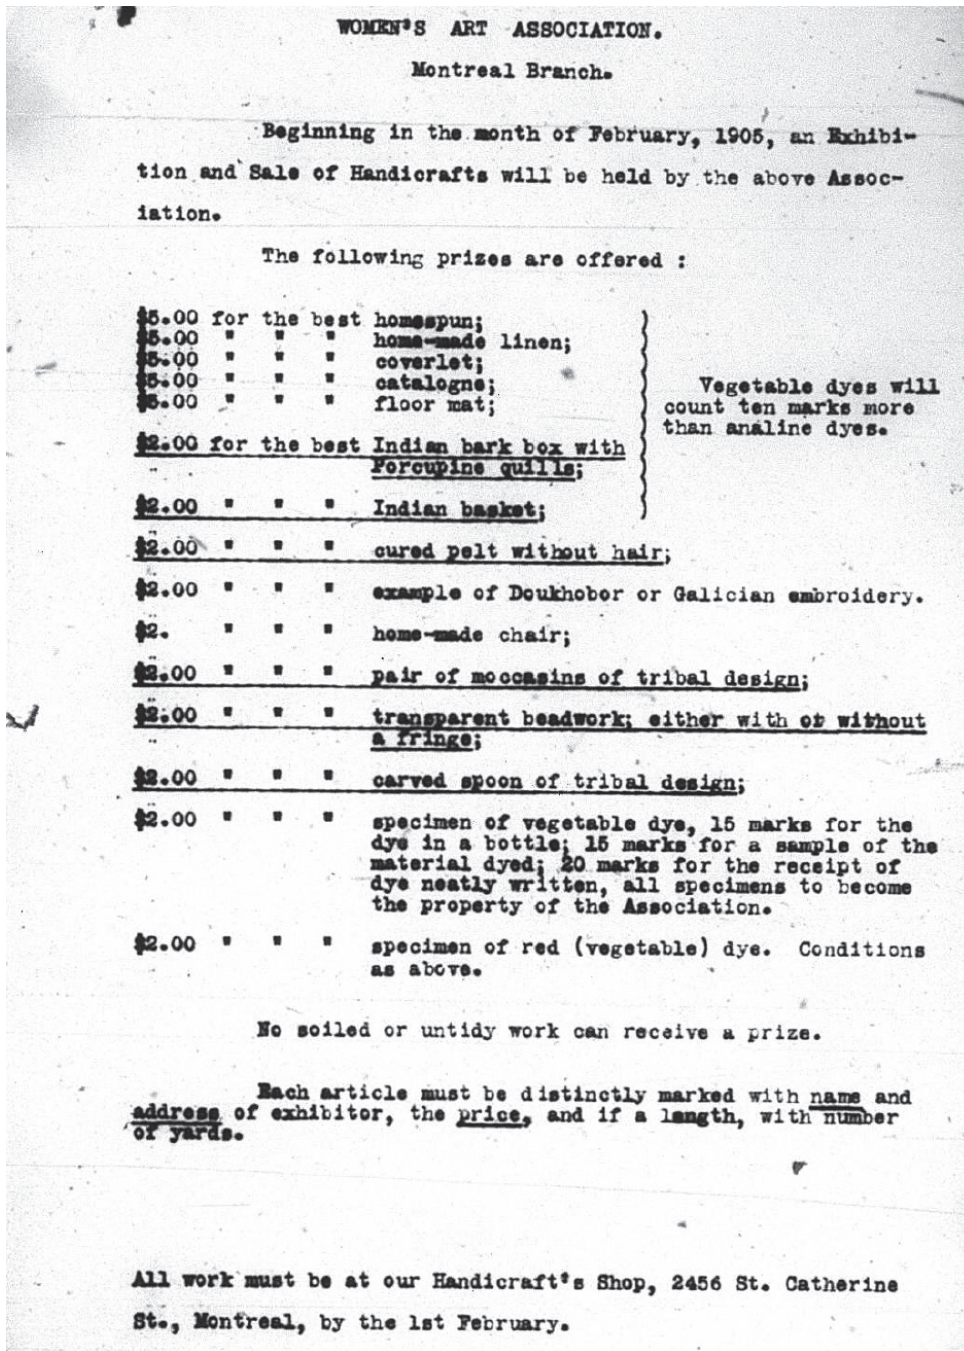 WOMEN'S ART ASSOCIATION.
Montreal Branch.
Beginning in the month of February, 1905, an Exhibi-
tion and Sale of Handicrafts will be held by the above Assoc-
iation.
The following prizes are offered :
$5.00 for the best homespun;
$5.00 " " " home-made linen;
$5.00 " " " coverlet;
$5.00 " " " catalogne;
$5.00 " " " floor mat;
Vegetable dyes will
count ten marks more
than analine dyes.
$2.00 for the best Indian bark box with
Porcupine quills;
$2.00 " " " Indian basket;
$2.00 " " " cured pelt without hair;
$2.00 " " " example of Doukhobor or Galician embroidery.
$2. " " " home-made chair;
$2.00 " " " pair of moccasins of tribal design;
$2.00 " " " transparent beadwork; either with or without
a fringe;
$2.00 " " " carved spoon of tribal design;
$2.00 " " " specimen of vegetable dye, 15 marks for the
dye in a bottle; 15 marks for a sample of the
material dyed; 20 marks for the receipt of
dye neatly written, all specimens to become
the property of the Association.
$2.00 " " " specimen of red (vegetable) dye. Conditions
as above.
No soiled or untidy work can receive a prize.
Each article must be distinctly marked with name and
address of exhibitor, the price, and if a length, with number
of yards.
All work must be at our Handicraft's Shop, 2456 St. Catherine
St., Montreal, by the 1st February.